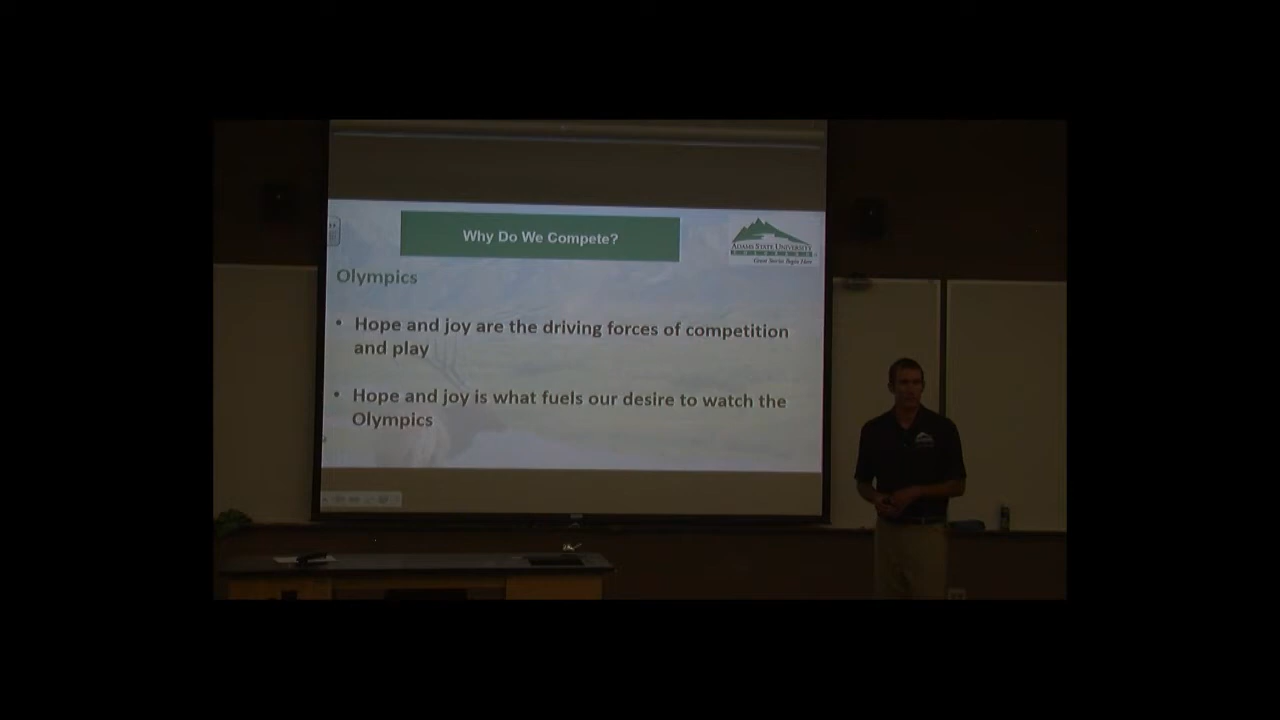 Why Do We Compete?
ADAMS STATE UNIVERSITY
COLORADO
Great Stories Begin Here
Olympics
• Hope and joy are the driving forces of competition
and play
• Hope and joy is what fuels our desire to watch the
Olympics